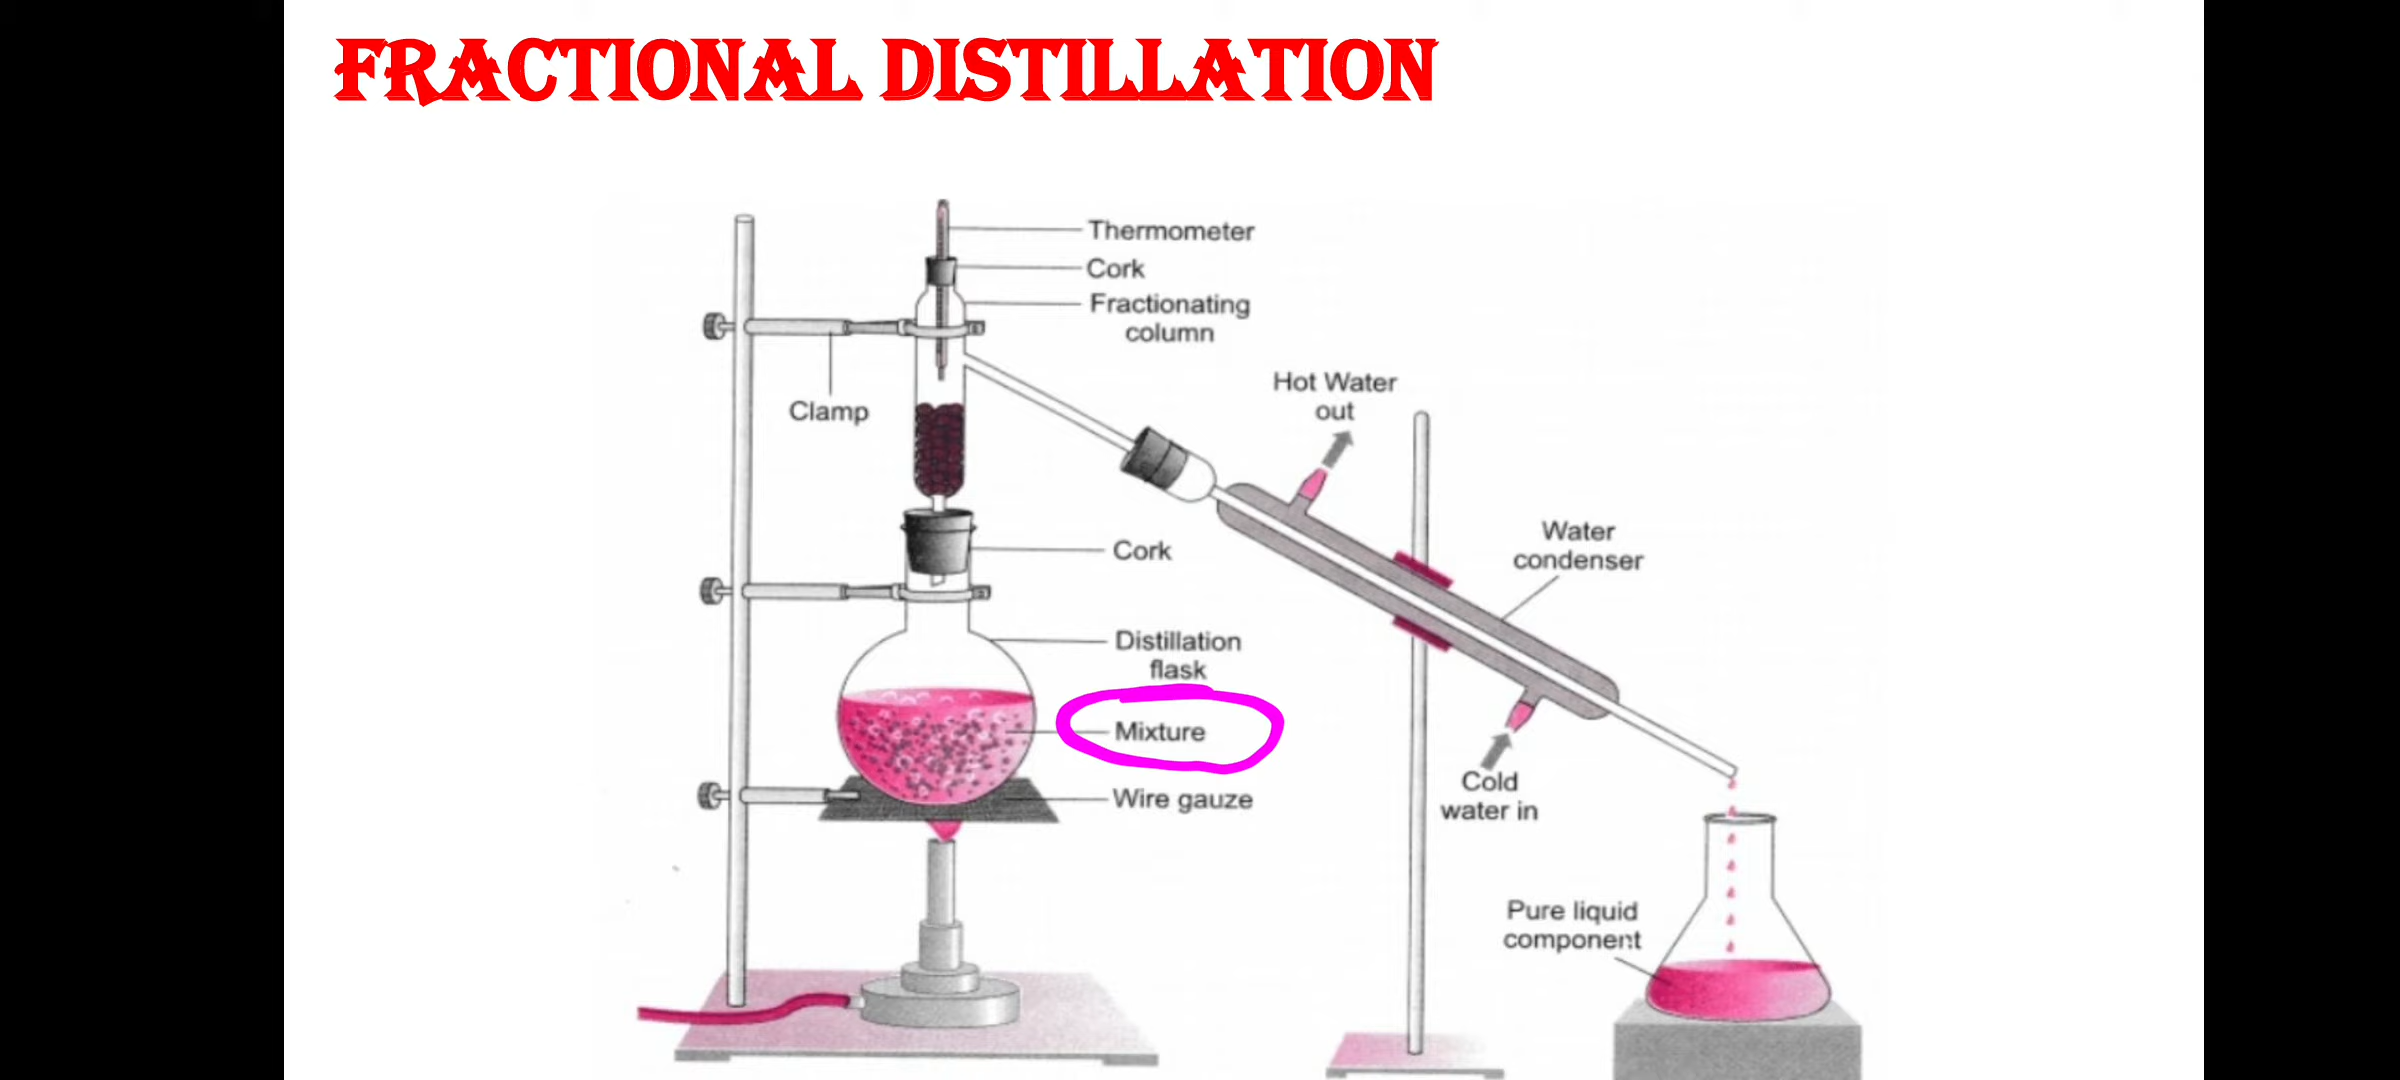 FRACTIONAL DISTILLATION
Thermometer
Cork
Fractionating
column
Clamp
Hot Water
out
Water
condenser
Cork
Distillation
flask
Mixture
Wire gauze
Cold
water in
Pure liquid
component